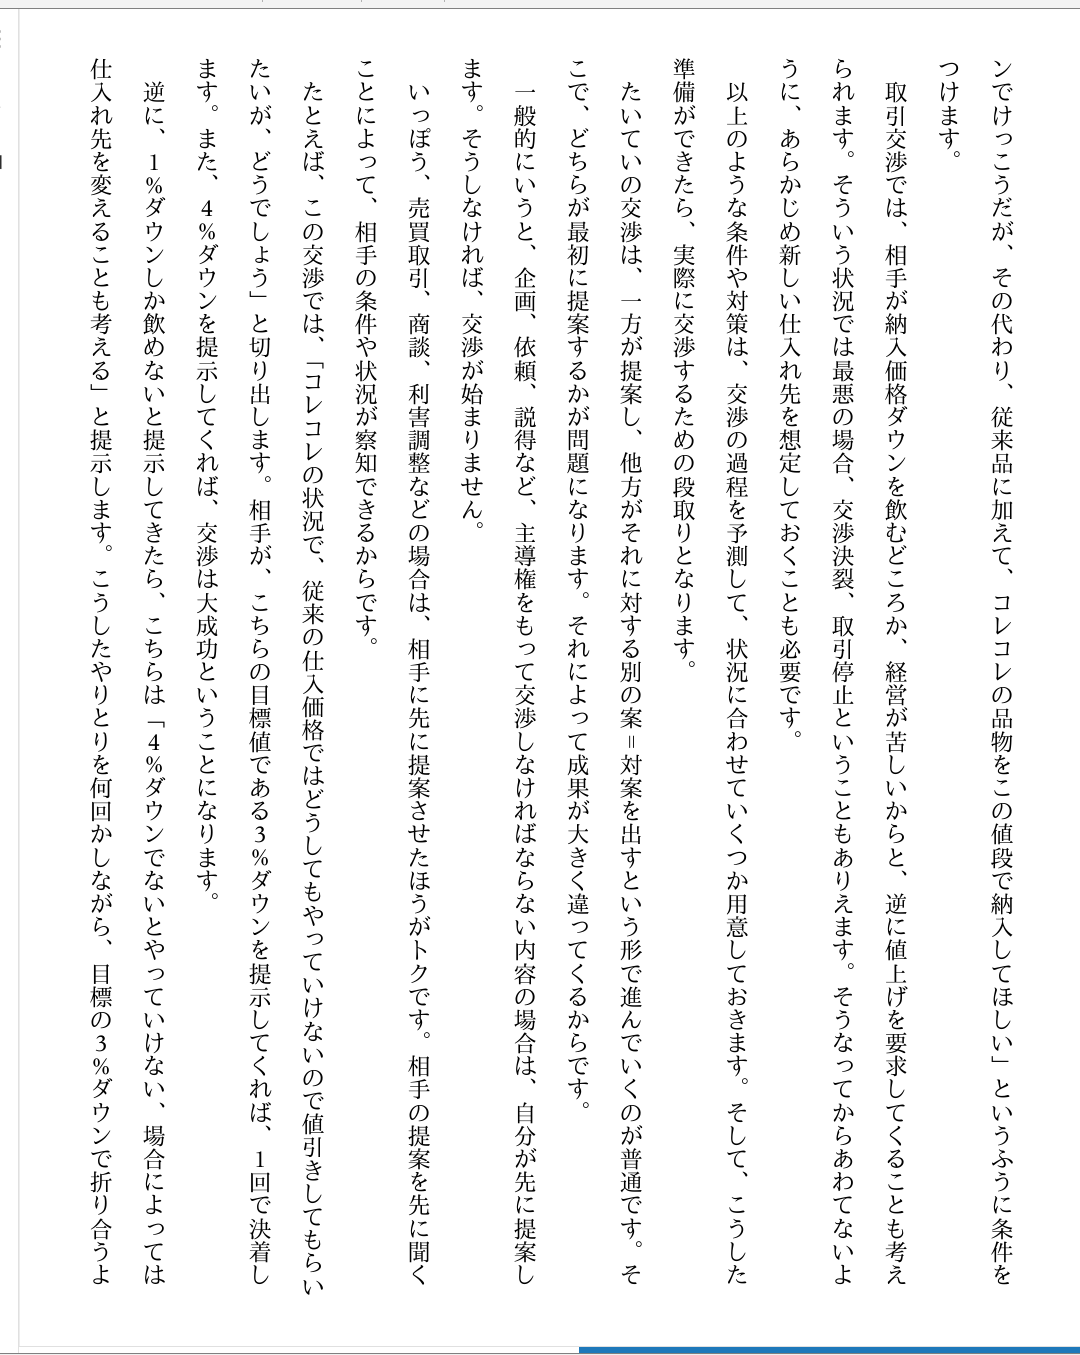 ンでけっこうだが、その代わり、従来品に加えて、コレコレの品物をこの値段で納入してほしい」というふうに条件を
つけます。
　取引交渉では、相手が納入価格ダウンを飲むどころか、経営が苦しいからと、逆に値上げを要求してくることも考え
られます。そういう状況では最悪の場合、交渉決裂、取引停止ということもありえます。そうなってからあわてないよ
うに、あらかじめ新しい仕入れ先を想定しておくことも必要です。
　以上のような条件や対策は、交渉の過程を予測して、状況に合わせていくつか用意しておきます。そして、こうした
準備ができたら、実際に交渉するための段取りとなります。
　たいていの交渉は、一方が提案し、他方がそれに対する別の案＝対案を出すという形で進んでいくのが普通です。そ
こで、どちらが最初に提案するかが問題になります。それによって成果が大きく違ってくるからです。
　一般的にいうと、企画、依頼、説得など、主導権をもって交渉しなければならない内容の場合は、自分が先に提案し
ます。そうしなければ、交渉が始まりません。
　いっぽう、売買取引、商談、利害調整などの場合は、相手に先に提案させたほうがトクです。相手の提案を先に聞く
ことによって、相手の条件や状況が察知できるからです。
　たとえば、この交渉では、「コレコレの状況で、従来の仕入価格ではどうしてもやっていけないので値引きしてもらい
たいが、どうでしょう」と切り出します。相手が、こちらの目標値である3％ダウンを提示してくれば、1回で決着し
ます。また、4％ダウンを提示してくれば、交渉は大成功ということになります。
　逆に、1％ダウンしか飲めないと提示してきたら、こちらは「4％ダウンでないとやっていけない、場合によっては
仕入れ先を変えることも考える」と提示します。こうしたやりとりを何回かしながら、目標の3％ダウンで折り合うよ